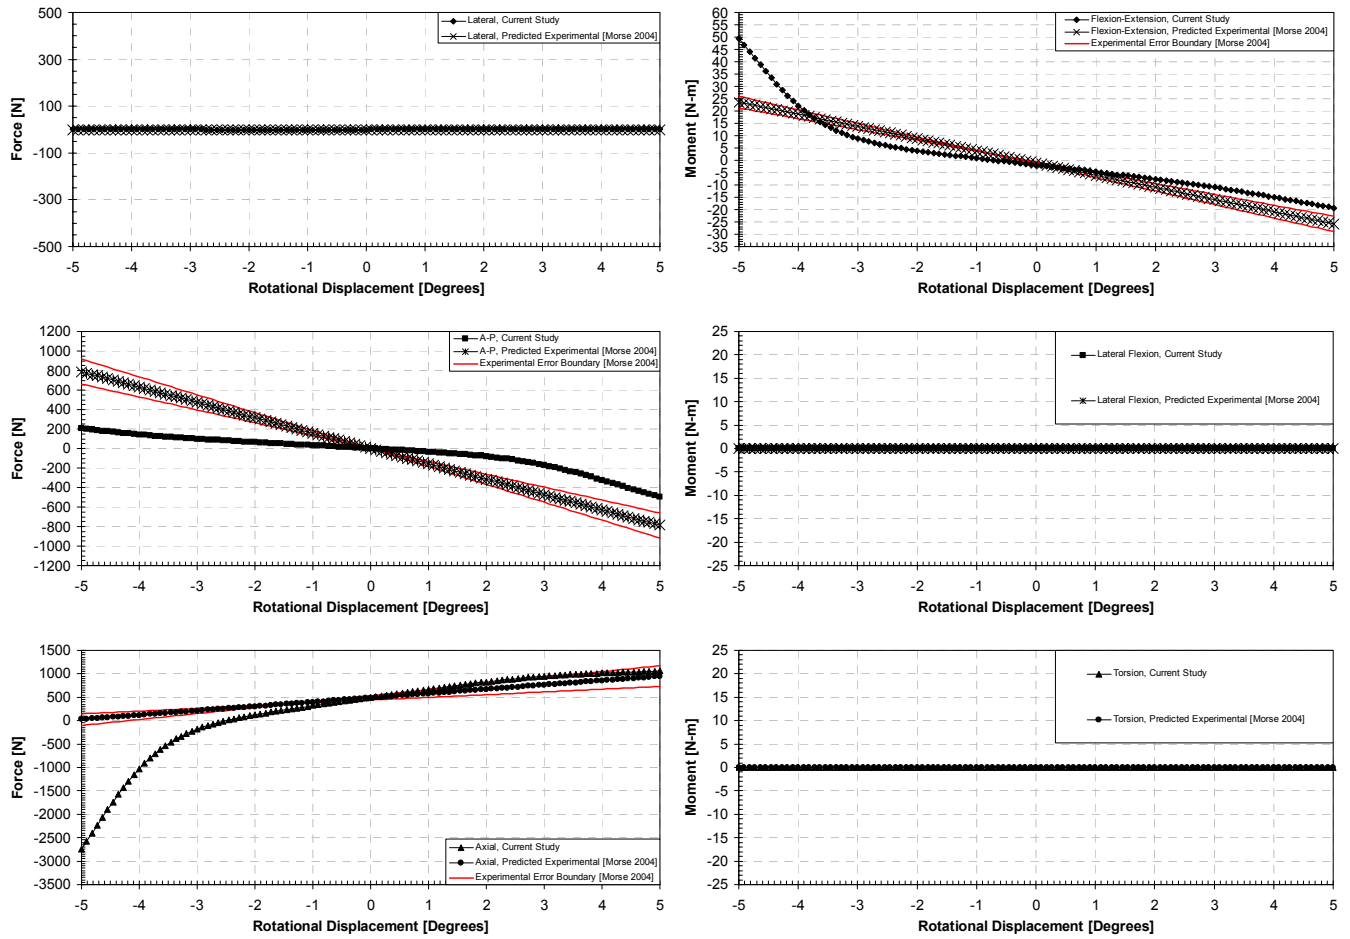 500
300
100
-100
-300
-500
Force [N]
Lateral, Current Study
Lateral, Predicted Experimental [Morse 2004]
-5 -4 -3 -2 -1 0 1 2 3 4 5
Rotational Displacement [Degrees]
60
55
50
45
40
35
30
25
20
15
10
5
0
-5
-10
-15
-20
-25
-30
-35
Moment [N-m]
Flexion-Extension, Current Study
Flexion-Extension, Predicted Experimental [Morse 2004]
Experimental Error Boundary [Morse 2004]
-5 -4 -3 -2 -1 0 1 2 3 4 5
Rotational Displacement [Degrees]
1200
1000
800
600
400
200
0
-200
-400
-600
-800
-1000
-1200
Force [N]
A-P, Current Study
A-P, Predicted Experimental [Morse 2004]
Experimental Error Boundary [Morse 2004]
-5 -4 -3 -2 -1 0 1 2 3 4 5
Rotational Displacement [Degrees]
25
20
15
10
5
0
-5
-10
-15
-20
-25
Moment [N-m]
Lateral Flexion, Current Study
Lateral Flexion, Predicted Experimental [Morse 2004]
-5 -4 -3 -2 -1 0 1 2 3 4 5
Rotational Displacement [Degrees]
1500
1000
500
0
-500
-1000
-1500
-2000
-2500
-3000
-3500
Force [N]
Axial, Current Study
Axial, Predicted Experimental [Morse 2004]
Experimental Error Boundary [Morse 2004]
-5 -4 -3 -2 -1 0 1 2 3 4 5
Rotational Displacement [Degrees]
25
20
15
10
5
0
-5
-10
-15
-20
-25
Moment [N-m]
Torsion, Current Study
Torsion, Predicted Experimental [Morse 2004]
-5 -4 -3 -2 -1 0 1 2 3 4 5
Rotational Displacement [Degrees]